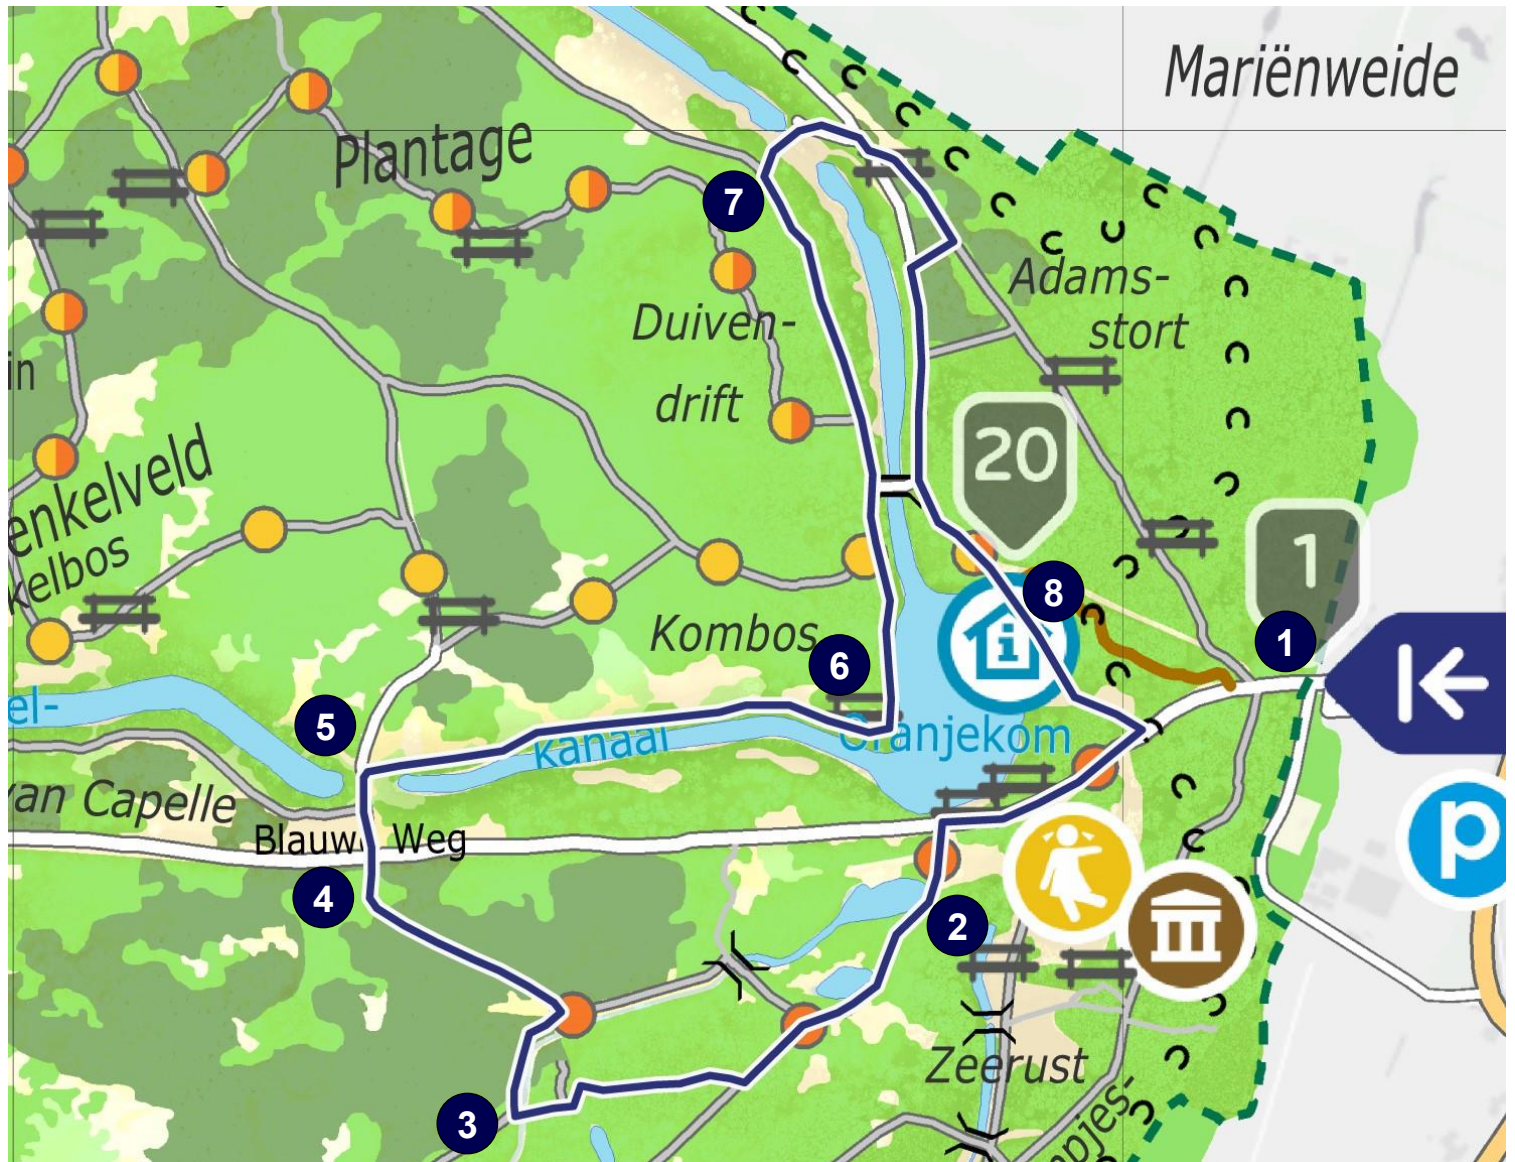 Mariënweide
Plantage
7
Adams-
stort
Duiven-
drift
in
20
enkelveld
kelbos
1
1
8
Kombos
6
5
el-
Kanaal
Oranjekom
van Capelle
Blauwe Weg
P
4
2
Zeerust
3